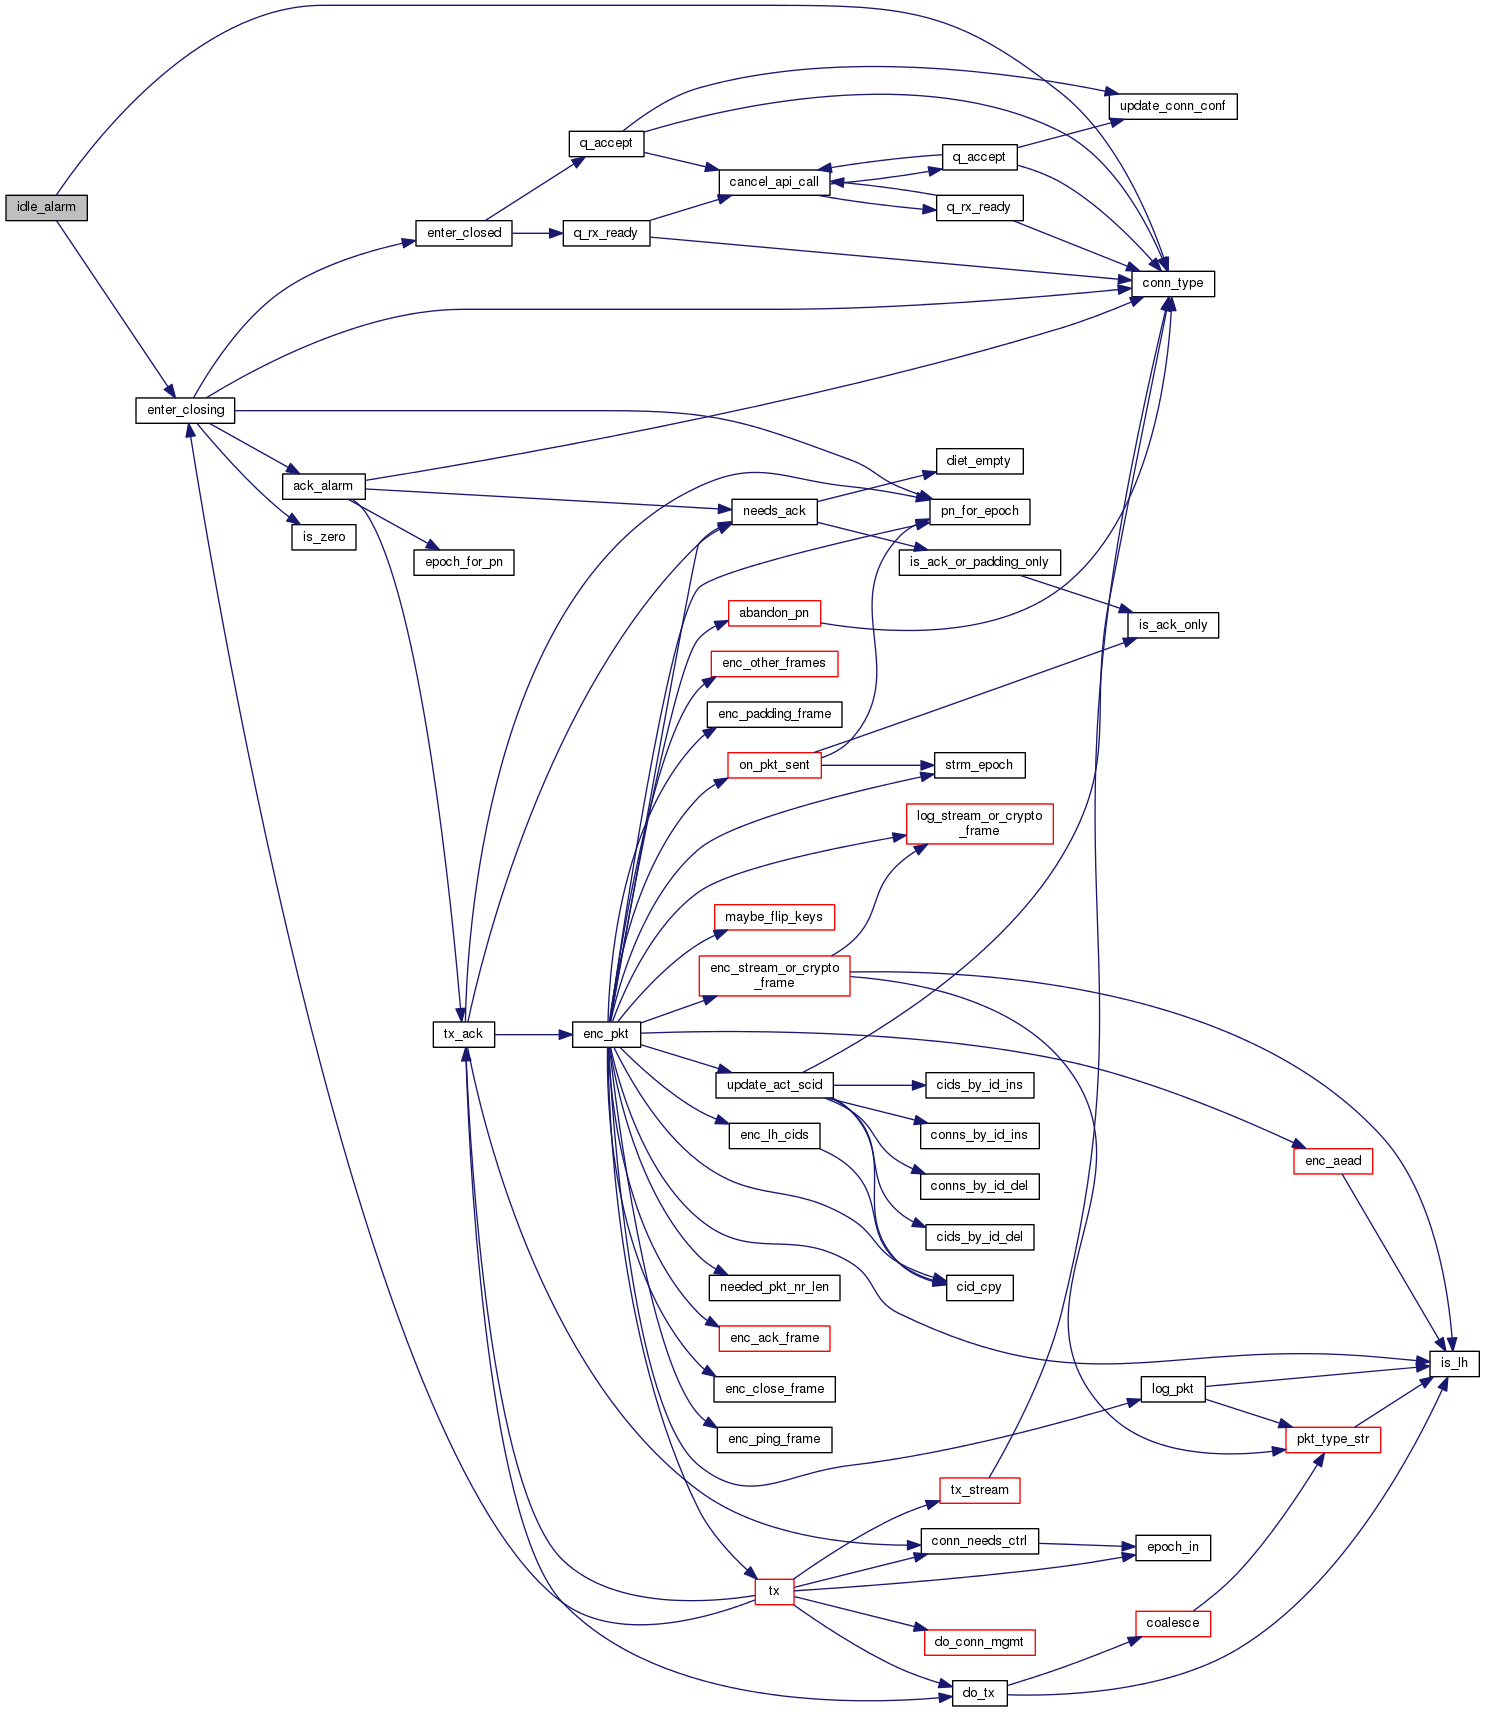 idle_alarm
update_conn_conf
q_accept
q_accept
cancel_api_call
q_rx_ready
enter_closed
q_rx_ready
conn_type
enter_closing
diet_empty
ack_alarm
needs_ack
pn_for_epoch
is_zero
epoch_for_pn
is_ack_or_padding_only
abandon_pn
is_ack_only
enc_other_frames
enc_padding_frame
on_pkt_sent
strm_epoch
log_stream_or_crypto
_frame
maybe_flip_keys
enc_stream_or_crypto
_frame
tx_ack
enc_pkt
update_act_scid
cids_by_id_ins
enc_lh_cids
conns_by_id_ins
enc_aead
conns_by_id_del
cids_by_id_del
needed_pkt_nr_len
cid_cpy
enc_ack_frame
is_lh
enc_close_frame
log_pkt
enc_ping_frame
pkt_type_str
tx_stream
conn_needs_ctrl
epoch_in
tx
coalesce
do_conn_mgmt
do_tx